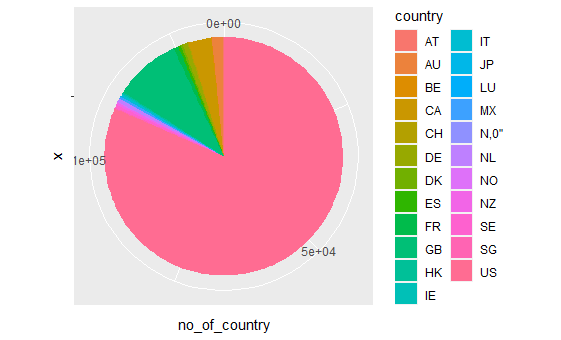 0e+00
1e+05
5e+04
x
no_of_country
country
AT
AU
BE
CA
CH
DE
DK
ES
FR
GB
HK
IE
IT
JP
LU
MX
N,0"
NL
NO
NZ
SE
SG
US